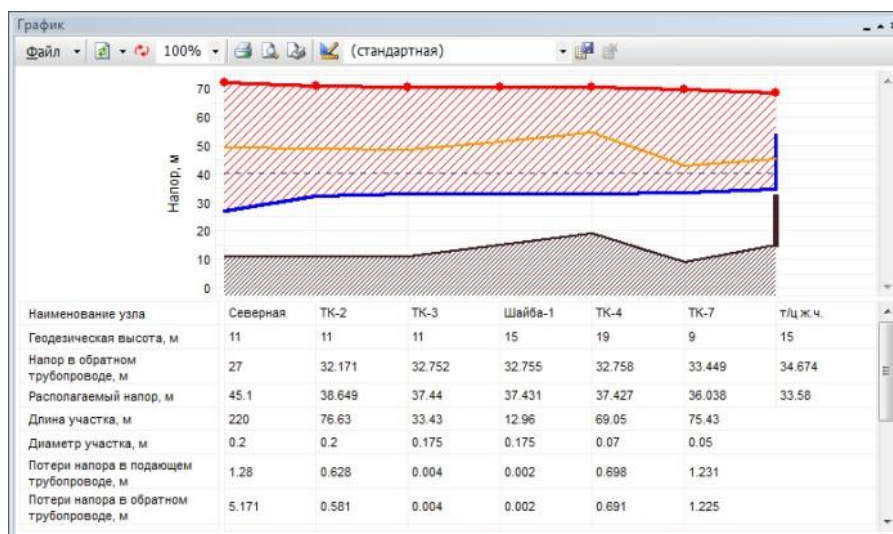 График
Файл 100% (стандартная)
70
60
50
40
30
20
10
0
Напор, м
Наименование узла Северная ТК-2 ТК-3 Шайба-1 ТК-4 ТК-7 т/ц ж.ч.
Геодезическая высота, м 11 11 11 15 19 9 15
Напор в обратном
трубопроводе, м 27 32.171 32.752 32.755 32.758 33.449 34.674
Располагаемый напор, м 45.1 38.649 37.44 37.431 37.427 36.038 33.58
Длина участка, м 220 76.63 33.43 12.96 69.05 75.43
Диаметр участка, м 0.2 0.2 0.175 0.175 0.07 0.05
Потери напора в подающем
трубопроводе, м 1.28 0.628 0.004 0.002 0.698 1.231
Потери напора в обратном
трубопроводе, м 5.171 0.581 0.004 0.002 0.691 1.225